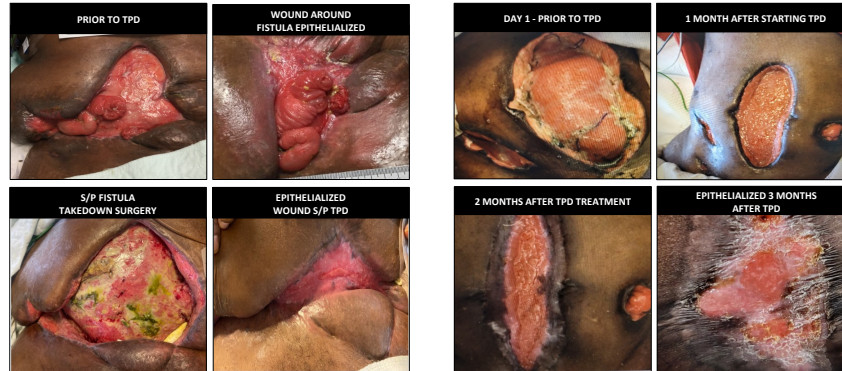 PRIOR TO TPD
WOUND AROUND
FISTULA EPITHELIALIZED
S/P FISTULA
TAKEDOWN SURGERY
EPITHELIALIZED
WOUND S/P TPD
DAY 1 - PRIOR TO TPD
1 MONTH AFTER STARTING TPD
2 MONTHS AFTER TPD TREATMENT
EPITHELIALIZED 3 MONTHS
AFTER TPD